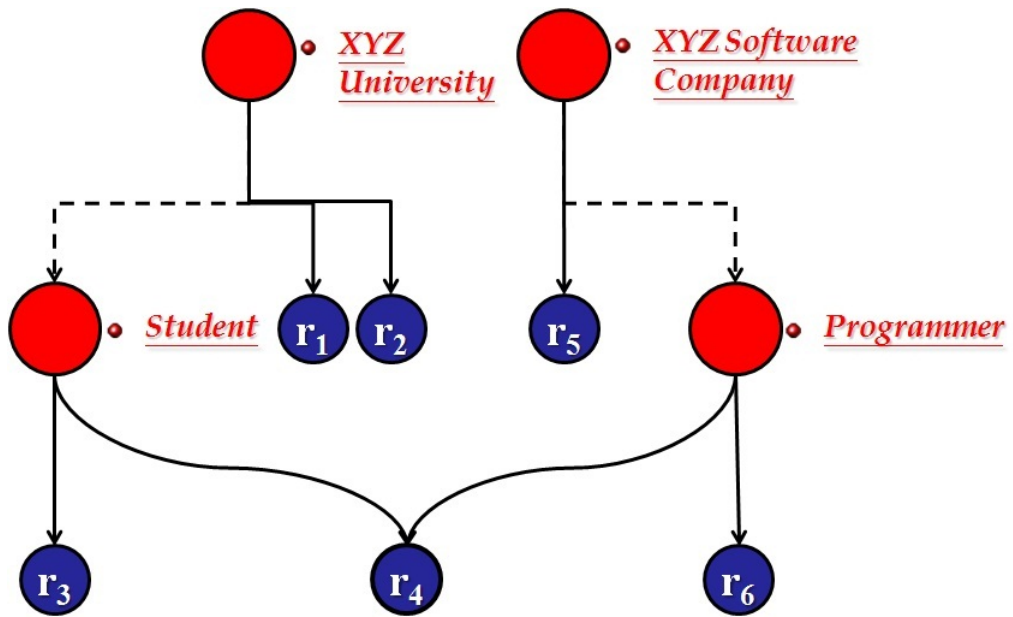 XYZ
University
XYZ Software
Company
Student
r1
r2
r5
Programmer
r3
r4
r6